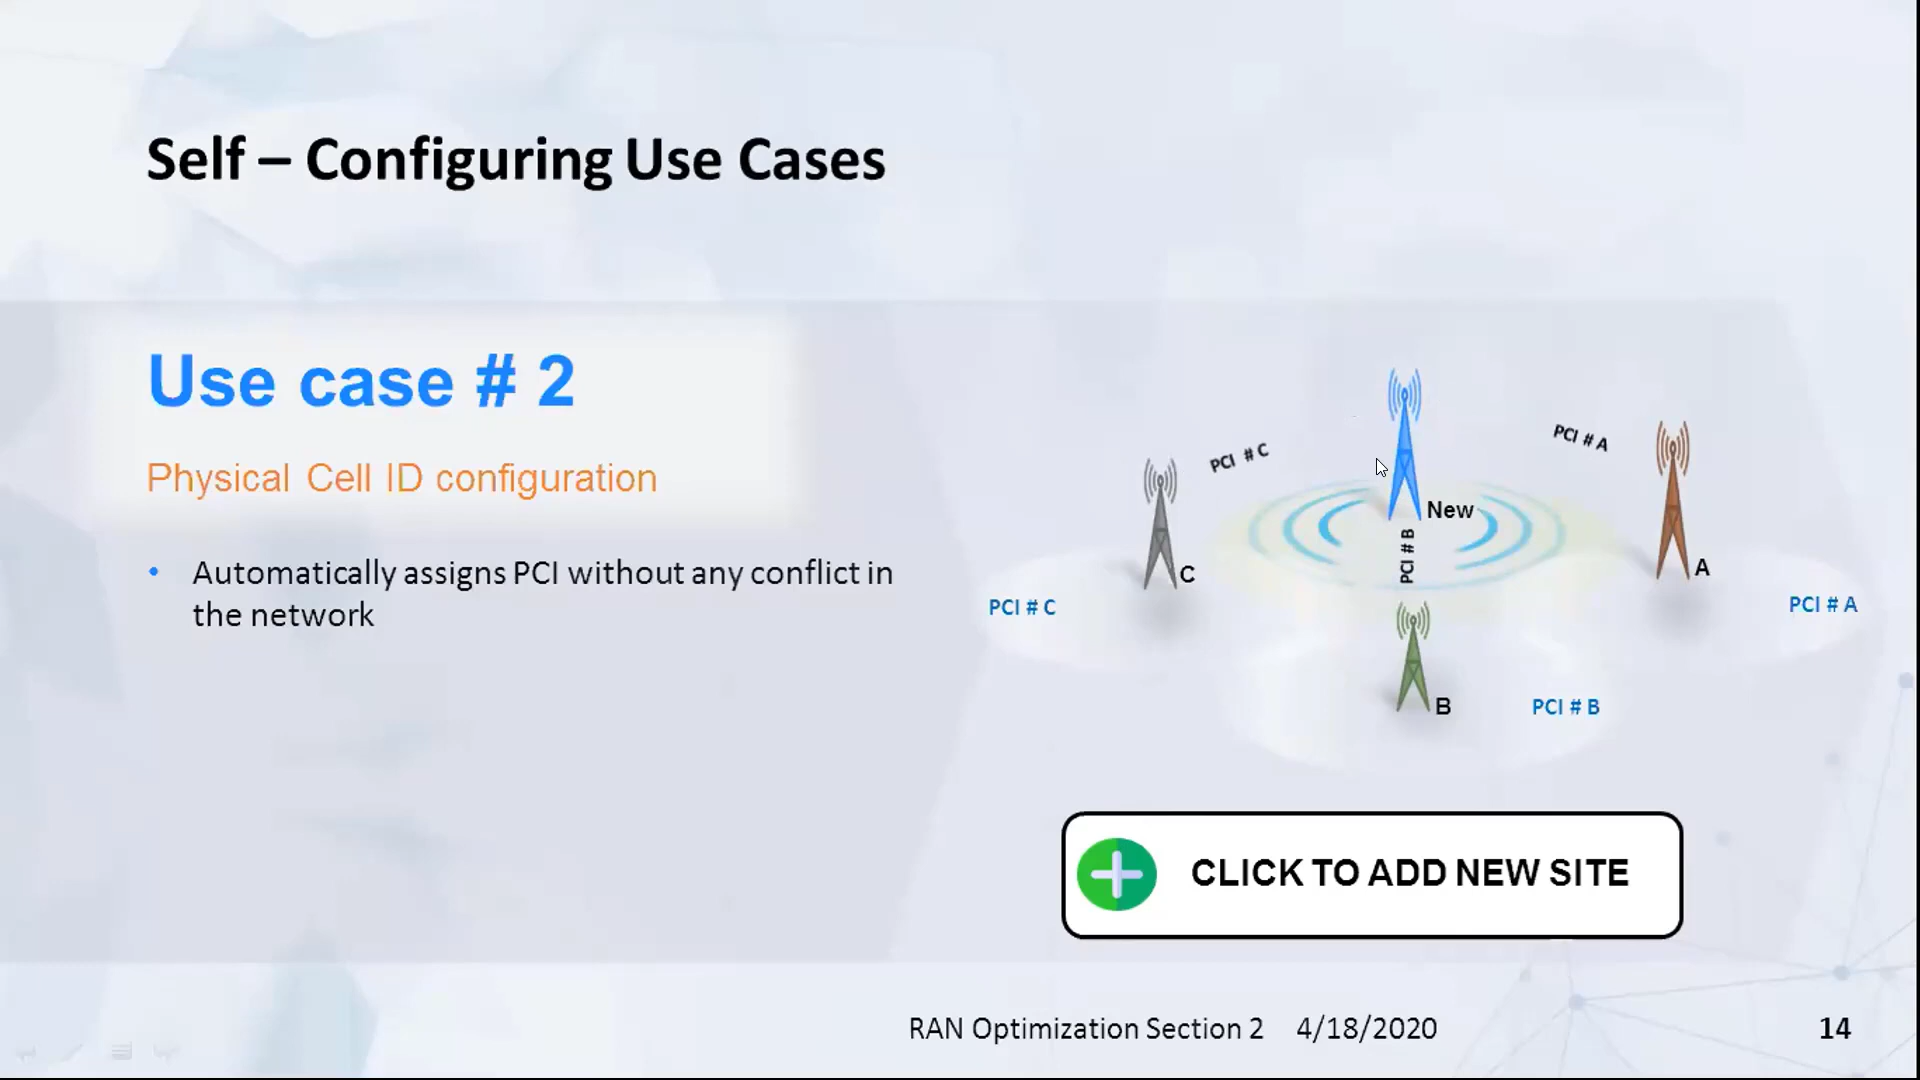 Self – Configuring Use Cases
Use case # 2
Physical Cell ID configuration
• Automatically assigns PCI without any conflict in
the network
PCI # C
PCI # A
New
PCI # B
C
A
PCI # C
PCI # A
B
PCI # B
CLICK TO ADD NEW SITE
RAN Optimization Section 2 4/18/2020 14